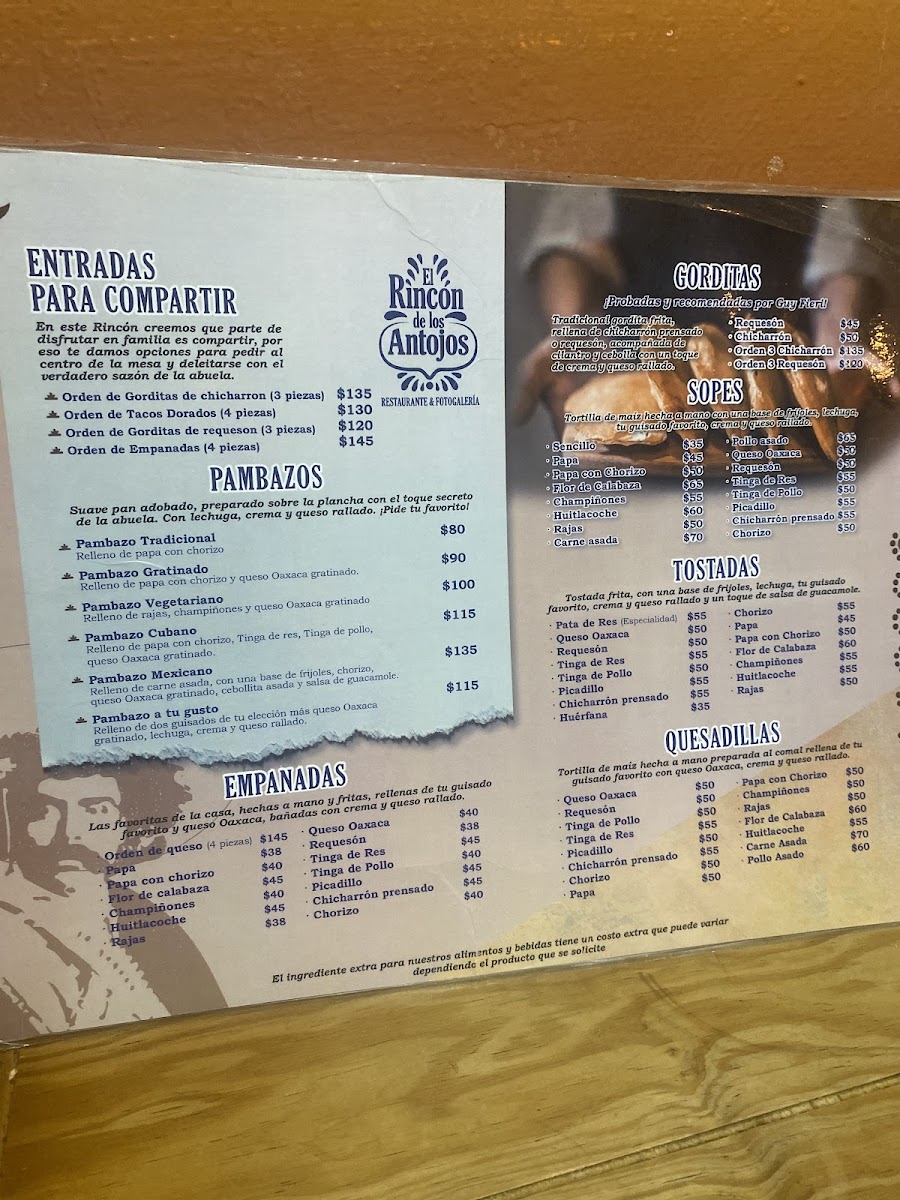 ENTRADAS
PARA COMPARTIR
En este Rincón creemos que parte de
disfrutar en familia es compartir, por
eso te damos opciones para pedir al
centro de la mesa y deleitarse con el
verdadero sazón de la abuela.
Orden de Gorditas de chicharron (3 piezas) $135
Orden de Tacos Dorados (4 piezas) $130
Orden de Gorditas de requeson (3 piezas) $120
Orden de Empanadas (4 piezas) $145
El
Rincón
de los
Antojos
RESTAURANTE & FOTOGALERÍA
PAMBAZOS
Suave pan adobado, preparado sobre la plancha con el toque secreto
de la abuela. Con lechuga, crema y queso rallado. ¡Pide tu favorito!
Pambazo Tradicional $80
Relleno de papa con chorizo
Pambazo Gratinado $90
Relleno de papa con chorizo y queso Oaxaca gratinado.
Pambazo Vegetariano $100
Relleno de rajas, champiñones y queso Oaxaca gratinado
Pambazo Cubano $115
Relleno de papa con chorizo, Tinga de res, Tinga de pollo,
queso Oaxaca gratinado.
Pambazo Mexicano $135
Relleno de carne asada, con una base de frijoles, chorizo,
queso Oaxaca gratinado, cebollita asada y salsa de guacamole.
Pambazo a tu gusto $115
Relleno de dos guisados de tu elección más queso Oaxaca
gratinado, lechuga, crema y queso rallado.
EMPANADAS
Las favoritas de la casa, hechas a mano y fritas, rellenas de tu guisado
favorito y queso Oaxaca, bañadas con crema y queso rallado.
Orden de queso (4 piezas) $145
· Papa $38
· Papa con chorizo $40
· Flor de calabaza $45
· Champiñones $40
· Huitlacoche $45
· Rajas $38
· Queso Oaxaca $40
· Requesón $38
· Tinga de Res $45
· Tinga de Pollo $40
· Picadillo $45
· Chicharrón prensado $45
· Chorizo $40
GORDITAS
¡Probadas y recomendadas por Guy Fieri!
Tradicional gordita frita,
rellena de chicharrón prensado
o requesón, acompañada de
cilantro y cebolla con un toque
de crema y queso rallado.
· Requesón $45
· Chicharrón $50
· Orden 3 Chicharrón $135
· Orden 3 Requesón $120
SOPES
Tortilla de maíz hecha a mano con una base de frijoles, lechuga,
tu guisado favorito, crema y queso rallado.
· Sencillo $35
· Papa $45
· Papa con Chorizo $50
· Flor de Calabaza $65
· Champiñones $55
· Huitlacoche $60
· Rajas $50
· Carne asada $70
· Pollo asado $65
· Queso Oaxaca $50
· Requesón $50
· Tinga de Res $55
· Tinga de Pollo $50
· Picadillo $55
· Chicharrón prensado $55
· Chorizo $50
TOSTADAS
Tostada frita, con una base de frijoles, lechuga, tu guisado
favorito, crema y queso rallado y un toque de salsa de guacamole.
· Pata de Res (Especialidad) $55
· Queso Oaxaca $50
· Requesón $50
· Tinga de Res $55
· Tinga de Pollo $50
· Picadillo $55
· Chicharrón prensado $55
· Huérfana $35
· Chorizo $55
· Papa $45
· Papa con Chorizo $50
· Flor de Calabaza $60
· Champiñones $55
· Huitlacoche $55
· Rajas $50
QUESADILLAS
Tortilla de maíz hecha a mano preparada al comal rellena de tu
guisado favorito con queso Oaxaca, crema y queso rallado.
· Queso Oaxaca $50
· Requesón $50
· Tinga de Pollo $50
· Tinga de Res $55
· Picadillo $50
· Chicharrón prensado $55
· Chorizo $50
· Papa $50
· Papa con Chorizo $50
· Champiñones $50
· Rajas $50
· Flor de Calabaza $60
· Huitlacoche $55
· Carne Asada $70
· Pollo Asado $60
El ingrediente extra para nuestros alimentos y bebidas tiene un costo extra que puede variar
dependiendo el producto que se solicite